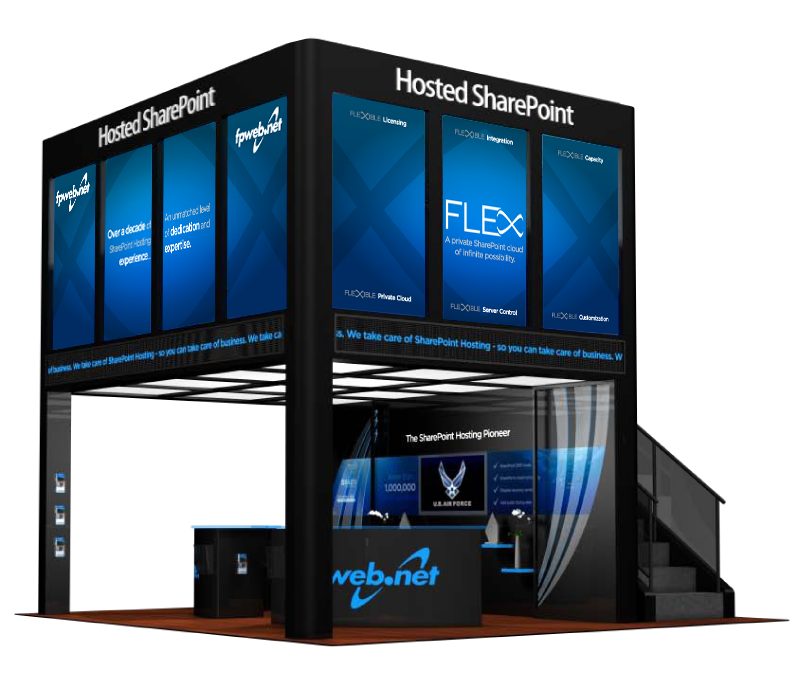 Hosted SharePoint
Hosted SharePoint
fpweb.net
Over a decade of
SharePoint Hosting
experience.
An unmatched level
of dedication and
expertise.
fpweb.net
FLEXIBLE Licensing
FLEXIBLE Private Cloud
FLEXIBLE Integration
FLEX
A private SharePoint cloud
of infinite possibility.
FLEXIBLE Server Control
FLEXIBLE Capacity
FLEXIBLE Customization
of business. We take care of SharePoint Hosting - so you can take care of business. We take ca
s. We take care of SharePoint Hosting - so you can take care of business. W
The SharePoint Hosting Pioneer
1,000,000
U.S. AIR FORCE
web.net